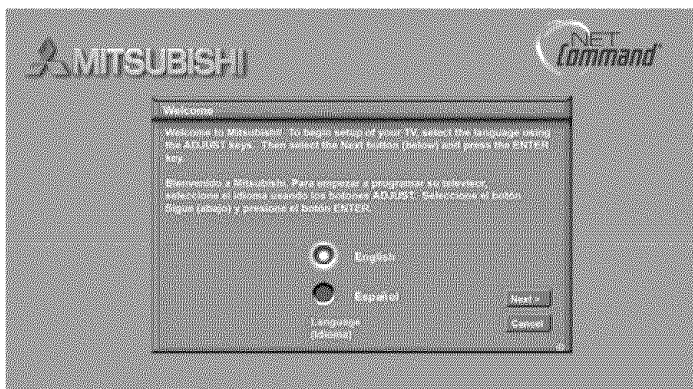 MITSUBISHI
NET
Command
Welcome
Welcome to Mitsubishi! To begin setup of your TV, select the language using
the ADJUST keys. Then select the Next button (below) and press the ENTER
key.
Bienvenido a Mitsubishi. Para empezar a programar su televisor,
seleccione el idioma usando los botones ADJUST. Seleccione el botón
Sigue (abajo) y presione el botón ENTER.
English
Español
Language
(Idioma)
Next >
Cancel